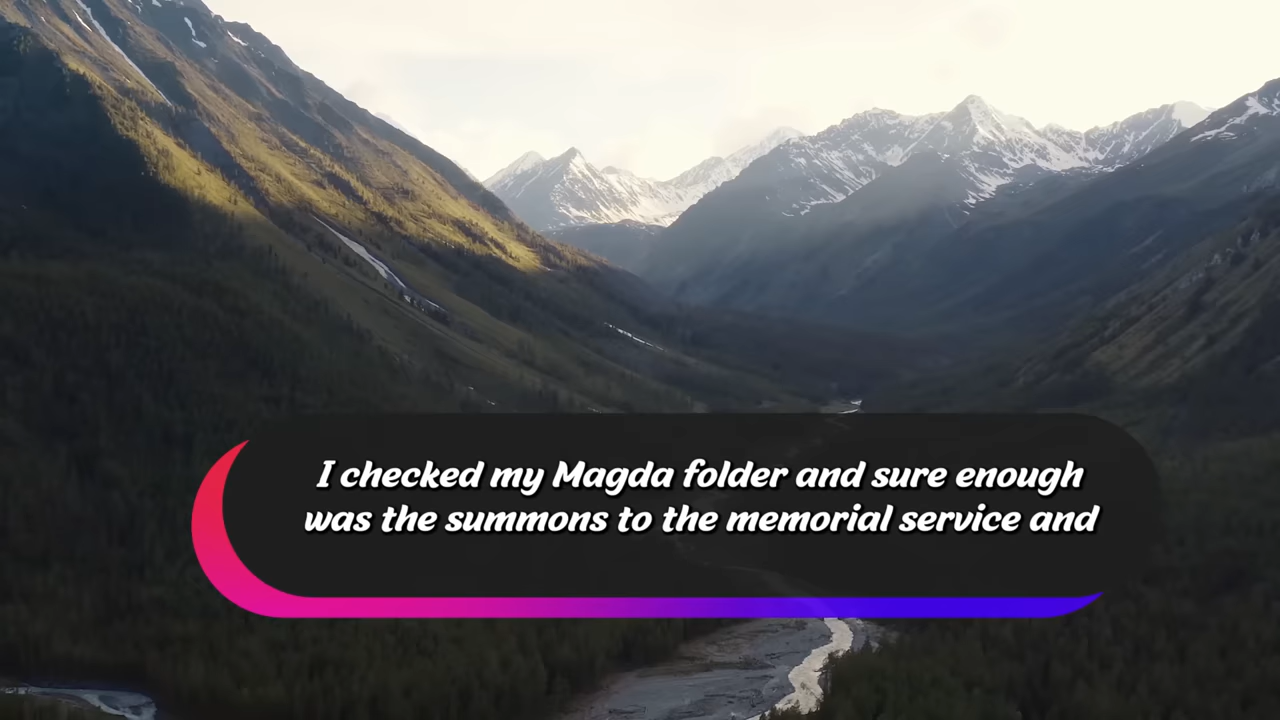 I checked my Magda folder and sure enough
was the summons to the memorial service and